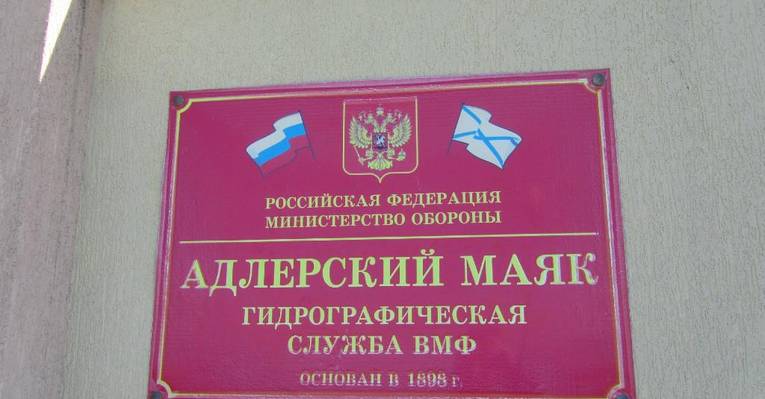 РОССИЙСКАЯ ФЕДЕРАЦИЯ
МИНИСТЕРСТВО ОБОРОНЫ
АДЛЕРСКИЙ МАЯК
ГИДРОГРАФИЧЕСКАЯ
СЛУЖБА ВМФ
ОСНОВАН В 1898 г.